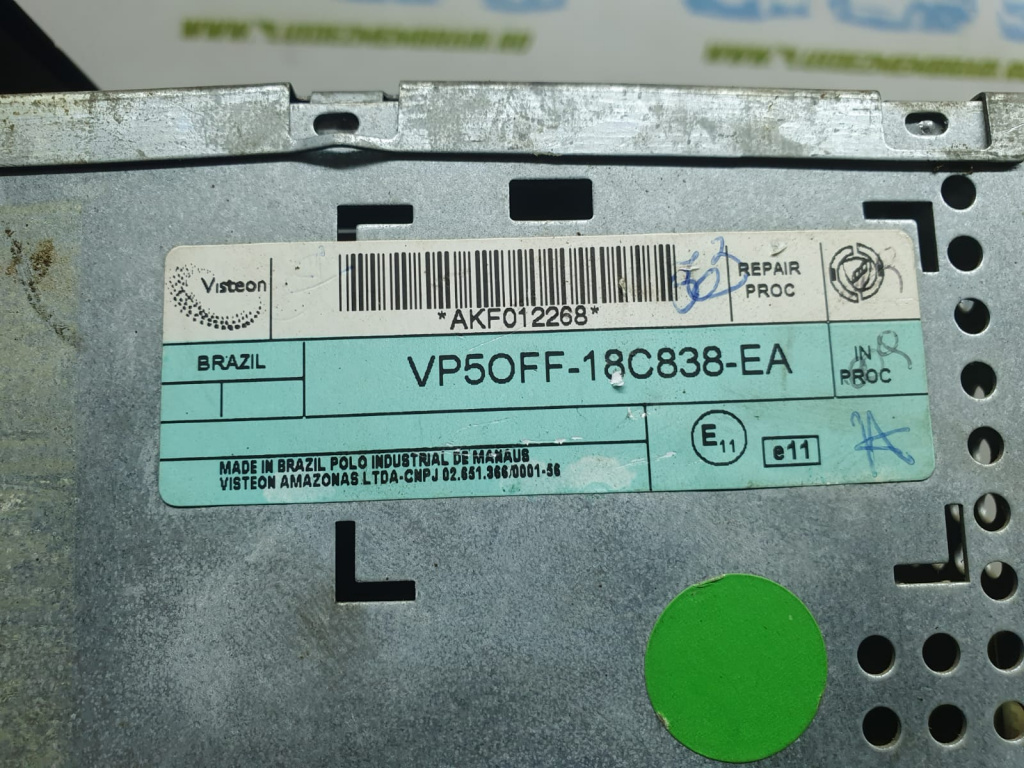 Visteon
*AKF012268*
REPAIR
PROC
BRAZIL
VP5OFF-18C838-EA
IN
PROC
E11
e11
MADE IN BRAZIL POLO INDUSTRIAL DE MANAUS
VISTEON AMAZONAS LTDA-CNPJ 02.651.366/0001-56